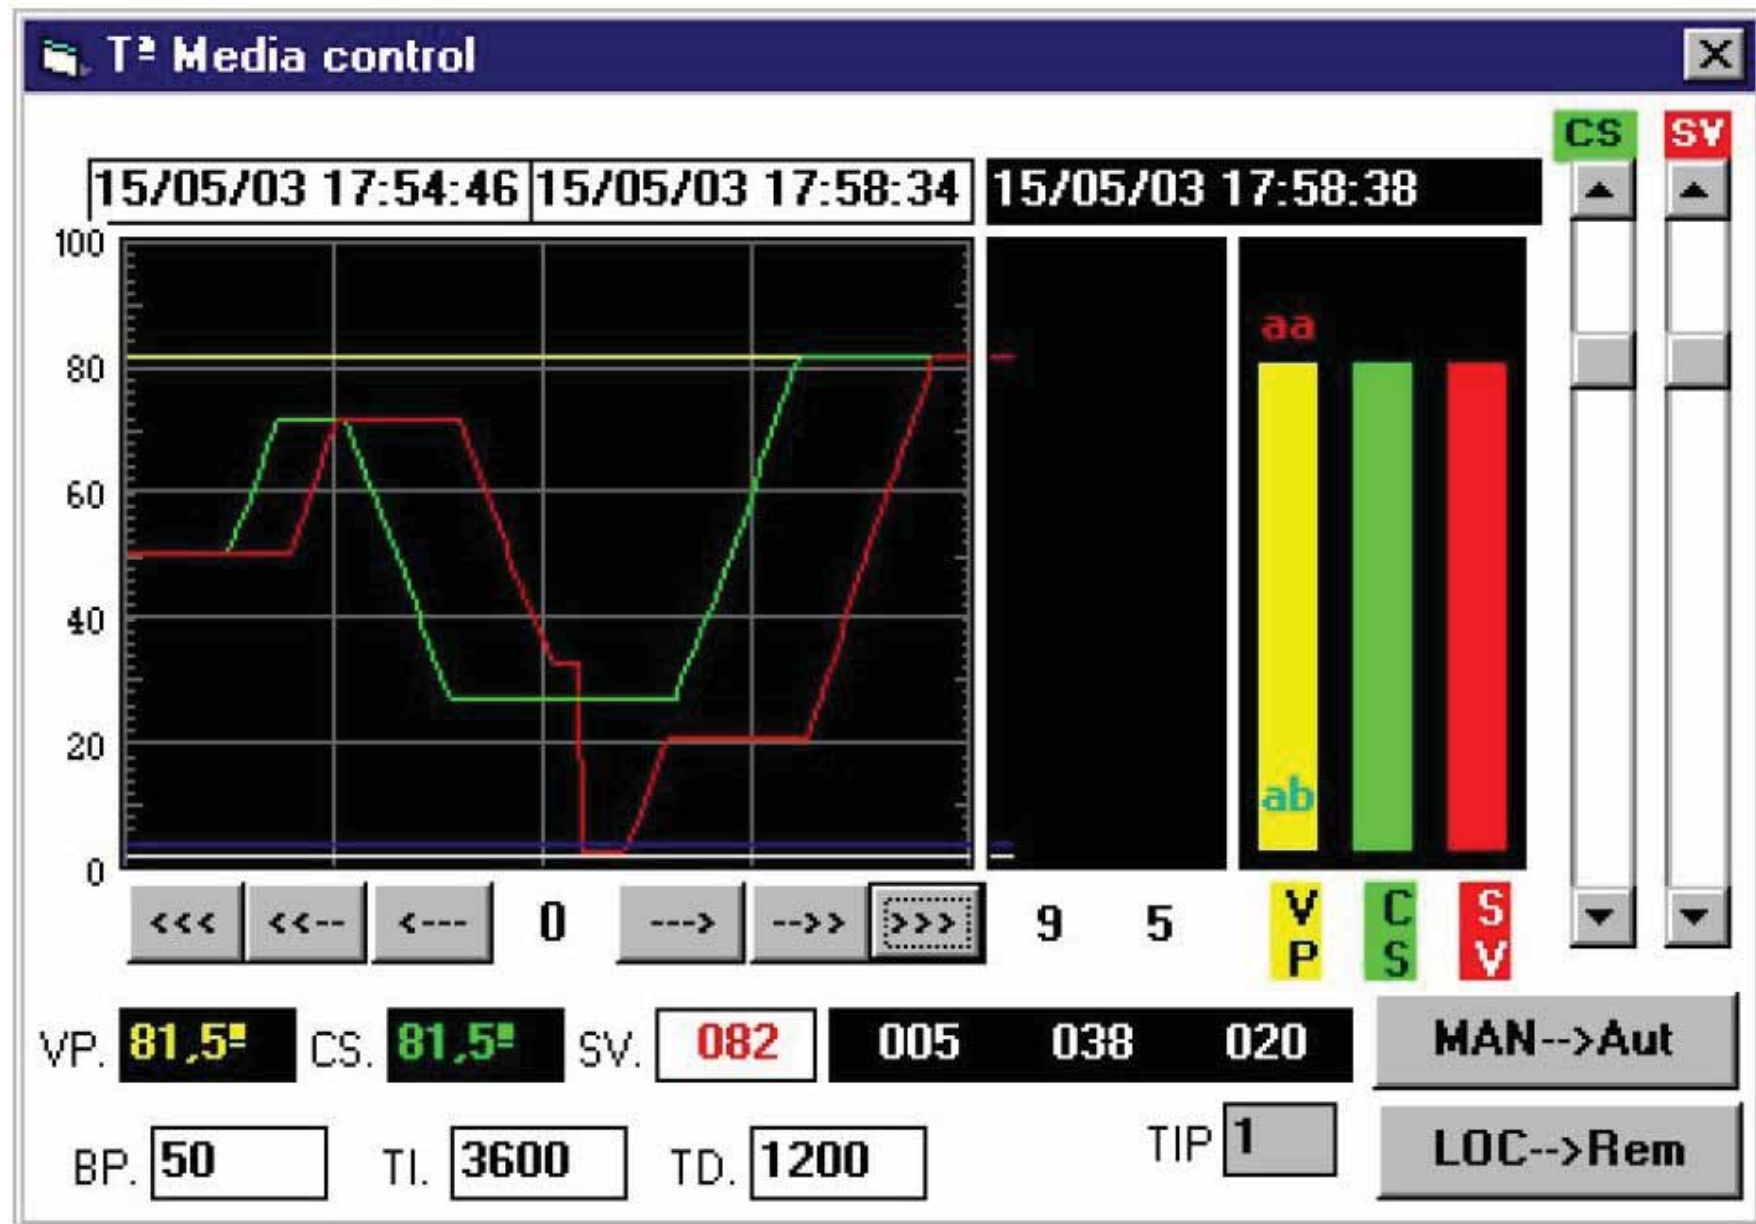 Tª Media control
CS SV
15/05/03 17:54:46 15/05/03 17:58:34 15/05/03 17:58:38
100
80
60
40
20
0
aa
ab
<<< <<-- <--- 0 ---> -->> >>> 9 5
VP CS SV
VP. 81,5º CS. 81,5º SV. 082 005 038 020 MAN-->Aut
BP. 50 TI. 3600 TD. 1200 TIP 1 LOC-->Rem